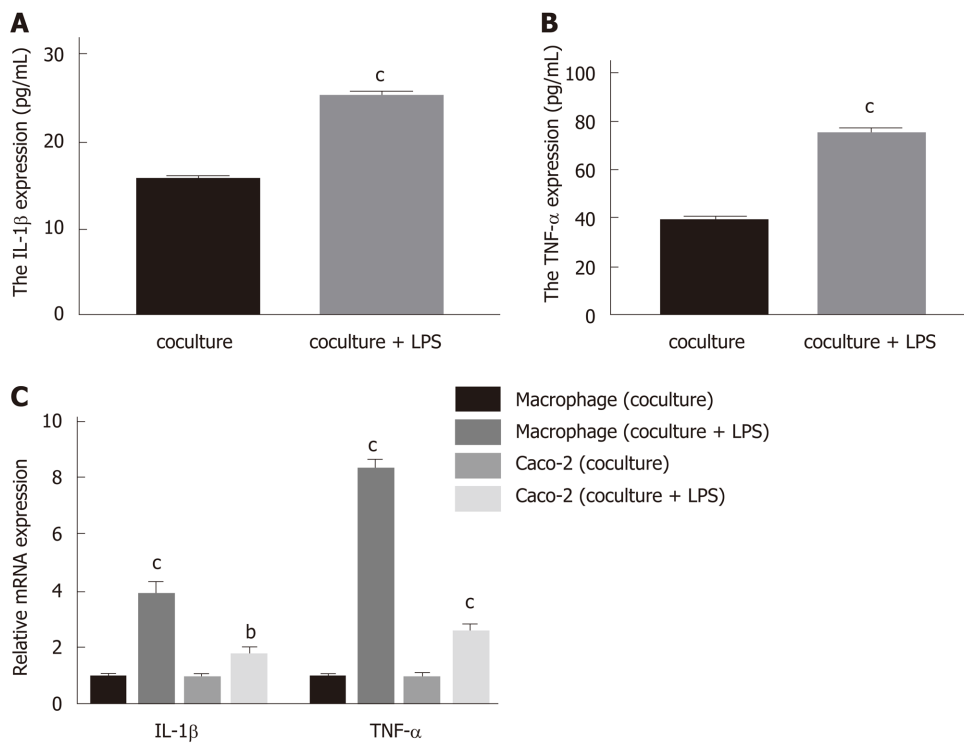 A
The IL-1β expression (pg/mL)
30
20
10
0
c
coculture
coculture + LPS
B
The TNF-α expression (pg/mL)
100
80
60
40
20
0
c
coculture
coculture + LPS
C
Relative mRNA expression
10
8
6
4
2
0
c
b
c
c
IL-1β
TNF-α
Macrophage (coculture)
Macrophage (coculture + LPS)
Caco-2 (coculture)
Caco-2 (coculture + LPS)